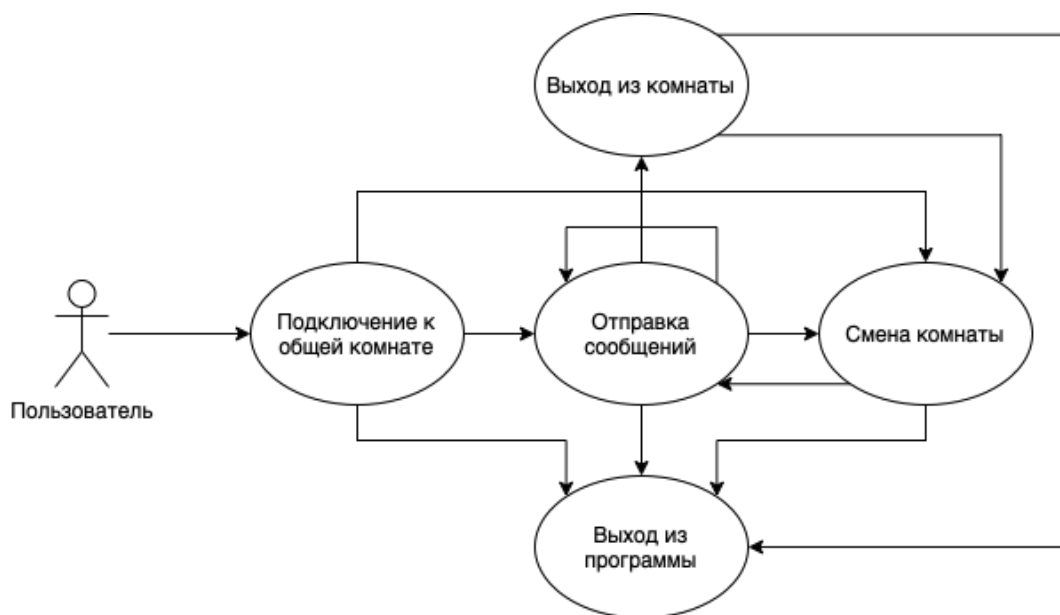 Выход из комнаты
Подключение к
общей комнате
Отправка
сообщений
Смена комнаты
Пользователь
Выход из
программы